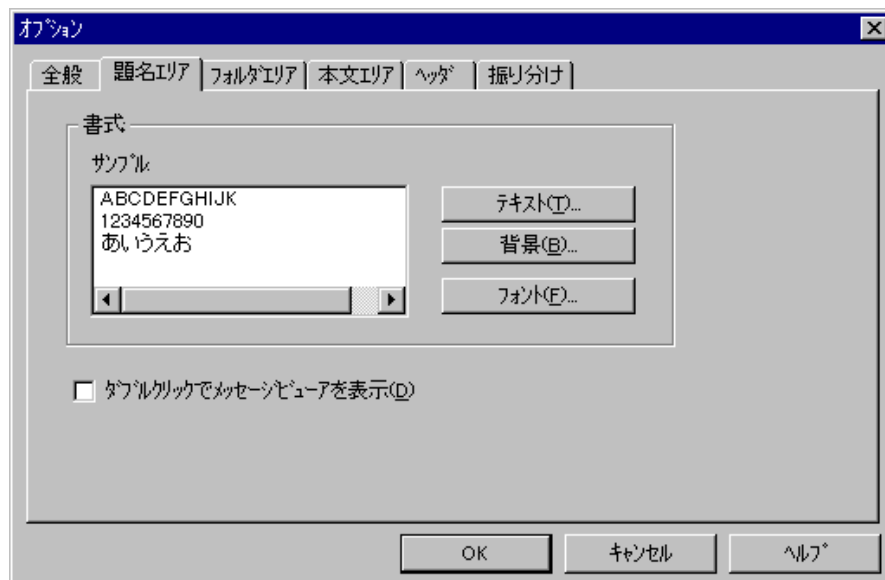 ｵﾌﾟｼｮﾝ
全般 題名ｴﾘｱ ﾌｫﾙﾀﾞｴﾘｱ 本文ｴﾘｱ ﾍｯﾀﾞ 振り分け
書式
ｻﾝﾌﾟﾙ
ABCDEFGHIJK
1234567890
あいうえお
ﾃｷｽﾄ(T)...
背景(B)...
ﾌｫﾝﾄ(F)...
ﾀﾞﾌﾞﾙｸﾘｯｸでﾒｯｾｰｼﾞﾋﾞｭｰｱを表示(D)
OK ｷｬﾝｾﾙ ﾍﾙﾌﾟ